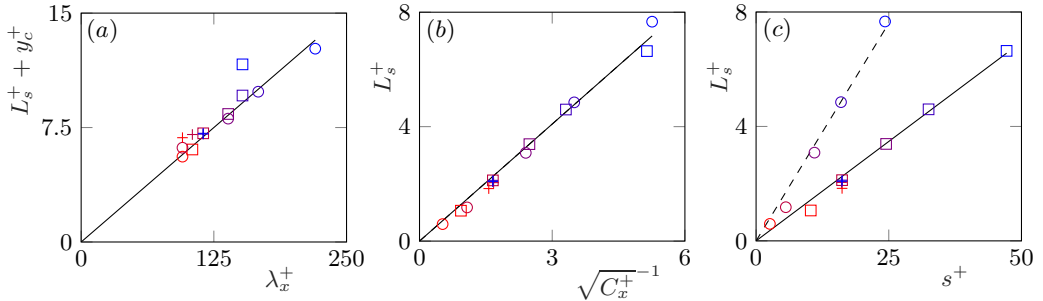 (a)
15
7.5
0
0
125
250
L_s^+ + y_c^+
λ_x^+
(b)
8
4
0
0
3
6
L_s^+
√C_x^+^{-1}
(c)
8
4
0
0
25
50
L_s^+
s^+